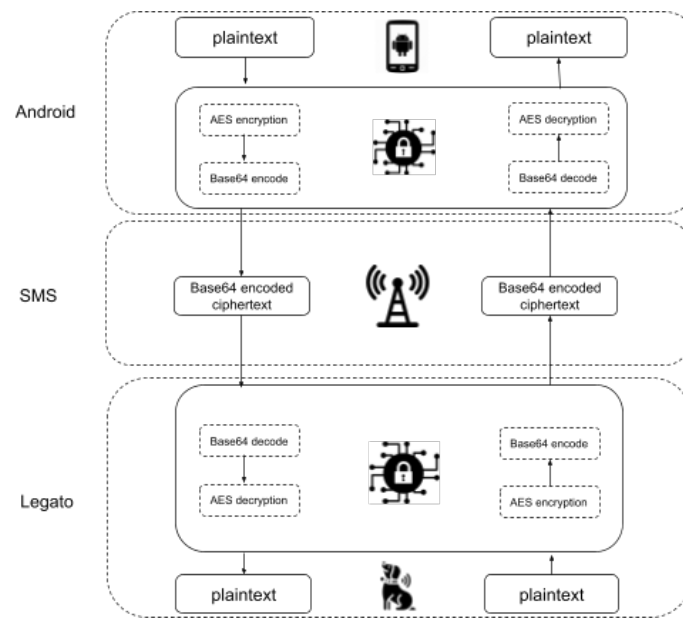 plaintext
plaintext
Android
AES encryption
AES decryption
Base64 encode
Base64 decode
SMS
Base64 encoded
ciphertext
Base64 encoded
ciphertext
Base64 decode
Base64 encode
Legato
AES decryption
AES encryption
plaintext
plaintext